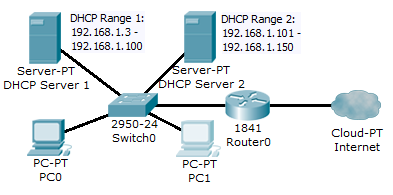 DHCP Range 1:
192.168.1.3 -
192.168.1.100
DHCP Range 2:
192.168.1.101 -
192.168.1.150
Server-PT
DHCP Server 1
Server-PT
DHCP Server 2
2950-24
Switch0
1841
Router0
Cloud-PT
Internet
PC-PT
PC0
PC-PT
PC1